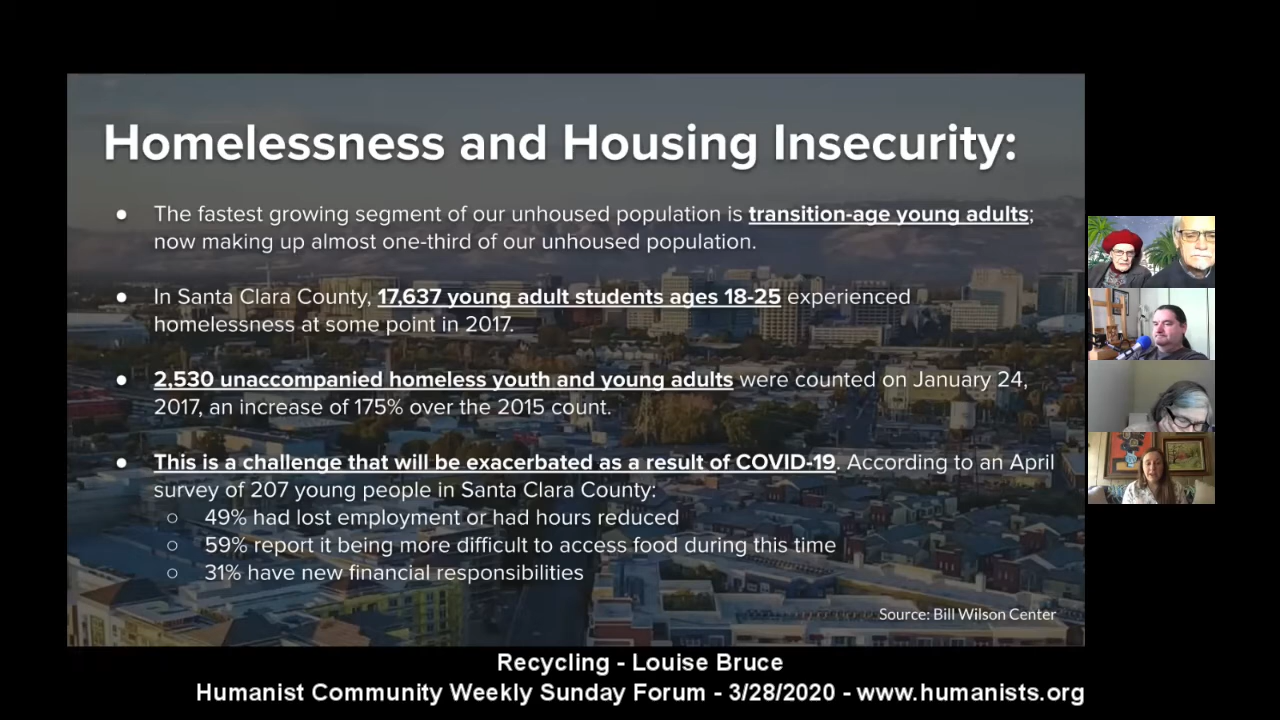 Homelessness and Housing Insecurity:
● The fastest growing segment of our unhoused population is transition-age young adults;
now making up almost one-third of our unhoused population.
● In Santa Clara County, 17,637 young adult students ages 18-25 experienced
homelessness at some point in 2017.
● 2,530 unaccompanied homeless youth and young adults were counted on January 24,
2017, an increase of 175% over the 2015 count.
● This is a challenge that will be exacerbated as a result of COVID-19. According to an April
survey of 207 young people in Santa Clara County:
○ 49% had lost employment or had hours reduced
○ 59% report it being more difficult to access food during this time
○ 31% have new financial responsibilities
Source: Bill Wilson Center
Recycling - Louise Bruce
Humanist Community Weekly Sunday Forum - 3/28/2020 - www.humanists.org